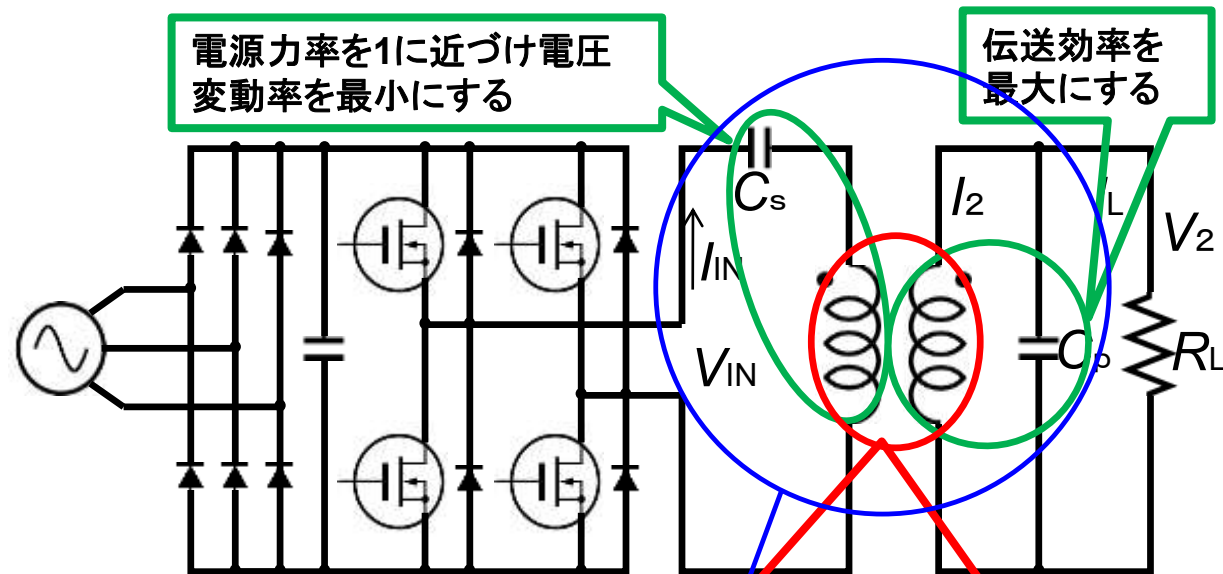 電源力率を1に近づけ電圧
変動率を最小にする
伝送効率を
最大にする
Cs
I2
L
V2
IIN
VIN
Cp
RL